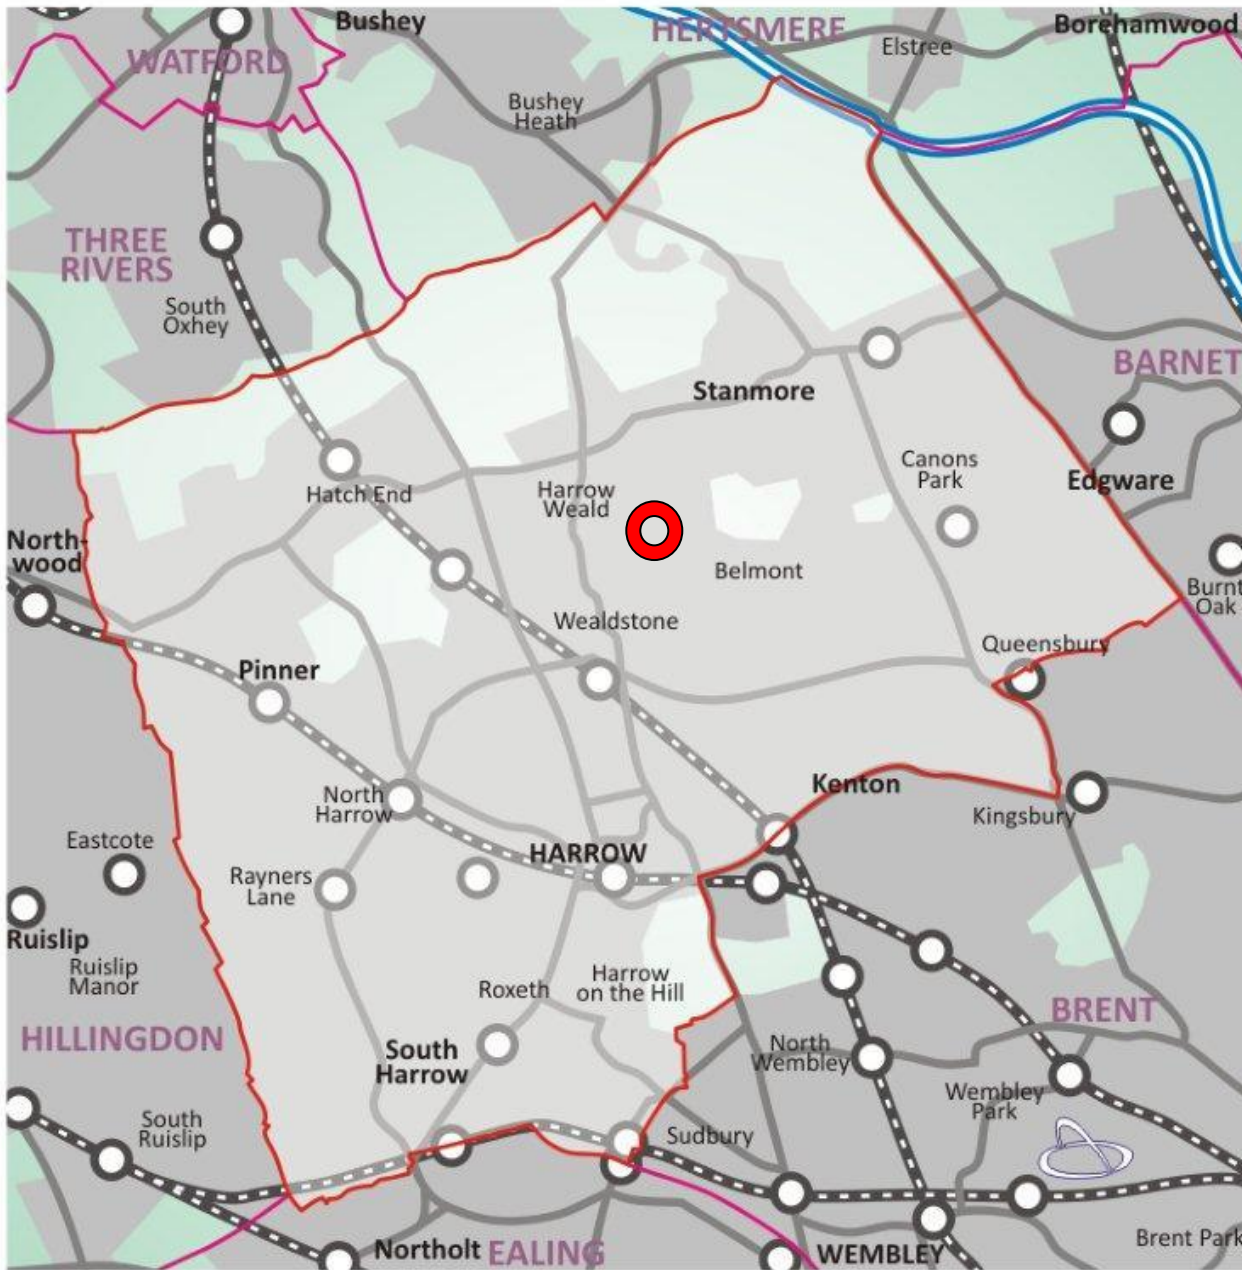 Bushey
HERTSMERE
Borehamwood
Elstree
WATFORD
Bushey
Heath
THREE
RIVERS
South
Oxhey
BARNET
Stanmore
Canons
Park
Edgware
Hatch End
Harrow
Weald
North-
wood
Belmont
Burnt
Oak
Wealdstone
Queensbury
Pinner
Kenton
North
Harrow
Kingsbury
Eastcote
HARROW
Rayners
Lane
Ruislip
Ruislip
Manor
Harrow
on the Hill
Roxeth
BRENT
HILLINGDON
South
Harrow
North
Wembley
Wembley
Park
South
Ruislip
Sudbury
Northolt
EALING
WEMBLEY
Brent Park